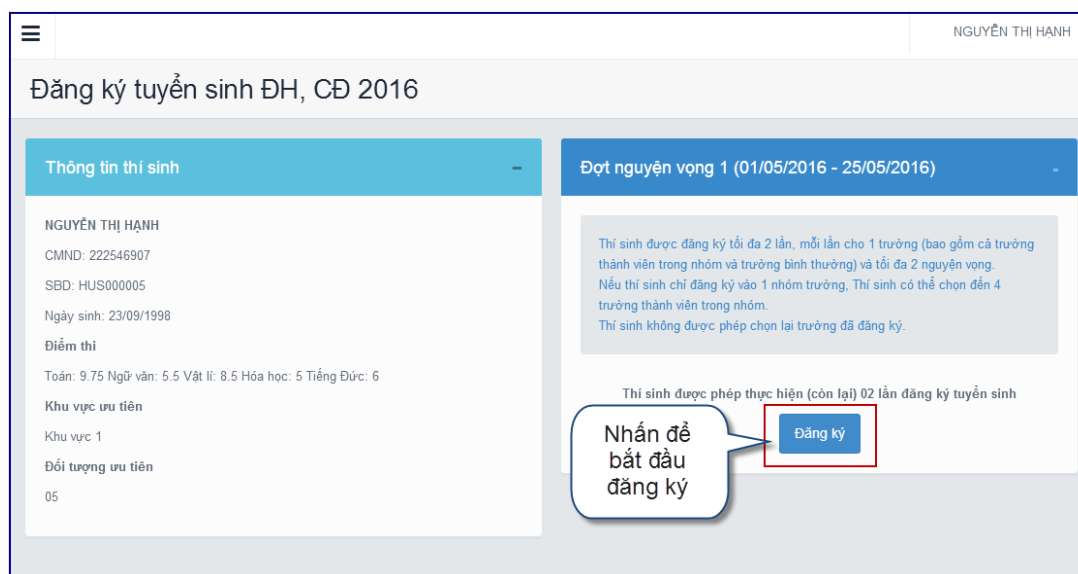 NGUYỄN THỊ HẠNH
Đăng ký tuyển sinh ĐH, CĐ 2016
Thông tin thí sinh
NGUYỄN THỊ HẠNH
CMND: 222546907
SBD: HUS000005
Ngày sinh: 23/09/1998
Điểm thi
Toán: 9.75 Ngữ văn: 5.5 Vật lí: 8.5 Hóa học: 5 Tiếng Đức: 6
Khu vực ưu tiên
Khu vực 1
Đối tượng ưu tiên
05
Đợt nguyện vọng 1 (01/05/2016 - 25/05/2016)
Thí sinh được đăng ký tối đa 2 lần, mỗi lần cho 1 trường (bao gồm cả trường
thành viên trong nhóm và trường bình thường) và tối đa 2 nguyện vọng.
Nếu thí sinh chỉ đăng ký vào 1 nhóm trường, Thí sinh có thể chọn đến 4
trường thành viên trong nhóm.
Thí sinh không được phép chọn lại trường đã đăng ký.
Thí sinh được phép thực hiện (còn lại) 02 lần đăng ký tuyển sinh
Đăng ký
Nhấn để
bắt đầu
đăng ký